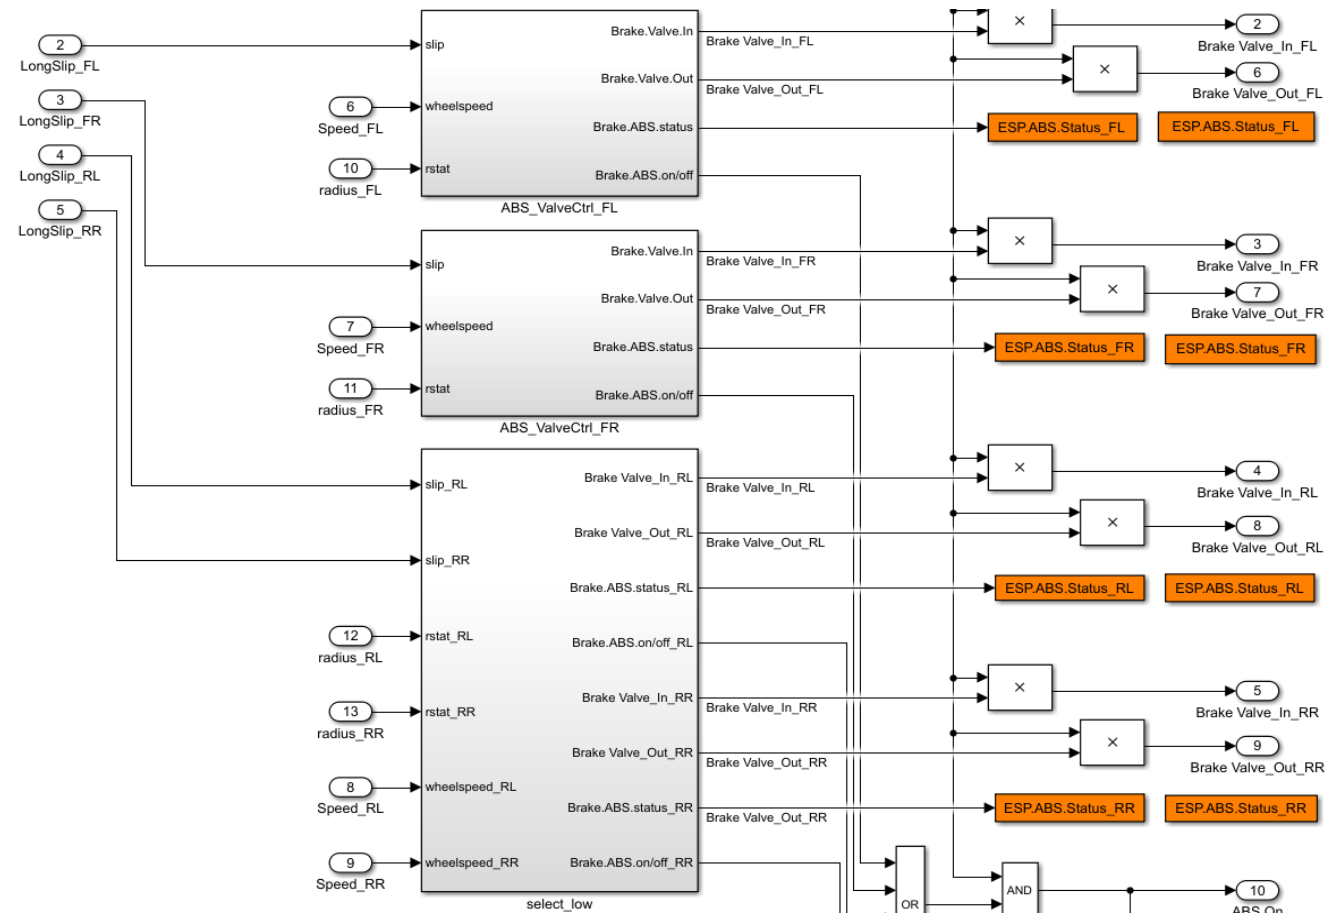 2
LongSlip_FL
3
LongSlip_FR
4
LongSlip_RL
5
LongSlip_RR
6
Speed_FL
10
radius_FL
slip
wheelspeed
rstat
Brake.Valve.In
Brake.Valve.Out
Brake.ABS.status
Brake.ABS.on/off
ABS_ValveCtrl_FL
Brake Valve_In_FL
Brake Valve_Out_FL
×
×
2
Brake Valve_In_FL
6
Brake Valve_Out_FL
ESP.ABS.Status_FL
ESP.ABS.Status_FL
7
Speed_FR
11
radius_FR
slip
wheelspeed
rstat
Brake.Valve.In
Brake.Valve.Out
Brake.ABS.status
Brake.ABS.on/off
ABS_ValveCtrl_FR
Brake Valve_In_FR
Brake Valve_Out_FR
×
×
3
Brake Valve_In_FR
7
Brake Valve_Out_FR
ESP.ABS.Status_FR
ESP.ABS.Status_FR
12
radius_RL
13
radius_RR
8
Speed_RL
9
Speed_RR
slip_RL
slip_RR
rstat_RL
rstat_RR
wheelspeed_RL
wheelspeed_RR
Brake Valve_In_RL
Brake Valve_Out_RL
Brake.ABS.status_RL
Brake.ABS.on/off_RL
Brake Valve_In_RR
Brake Valve_Out_RR
Brake.ABS.status_RR
Brake.ABS.on/off_RR
select_low
Brake Valve_In_RL
Brake Valve_Out_RL
Brake Valve_In_RR
Brake Valve_Out_RR
Brake Valve_Out_RR
×
×
4
Brake Valve_In_RL
8
Brake Valve_Out_RL
ESP.ABS.Status_RL
ESP.ABS.Status_RL
×
×
5
Brake Valve_In_RR
9
Brake Valve_Out_RR
ESP.ABS.Status_RR
ESP.ABS.Status_RR
OR
AND
10
ABS On